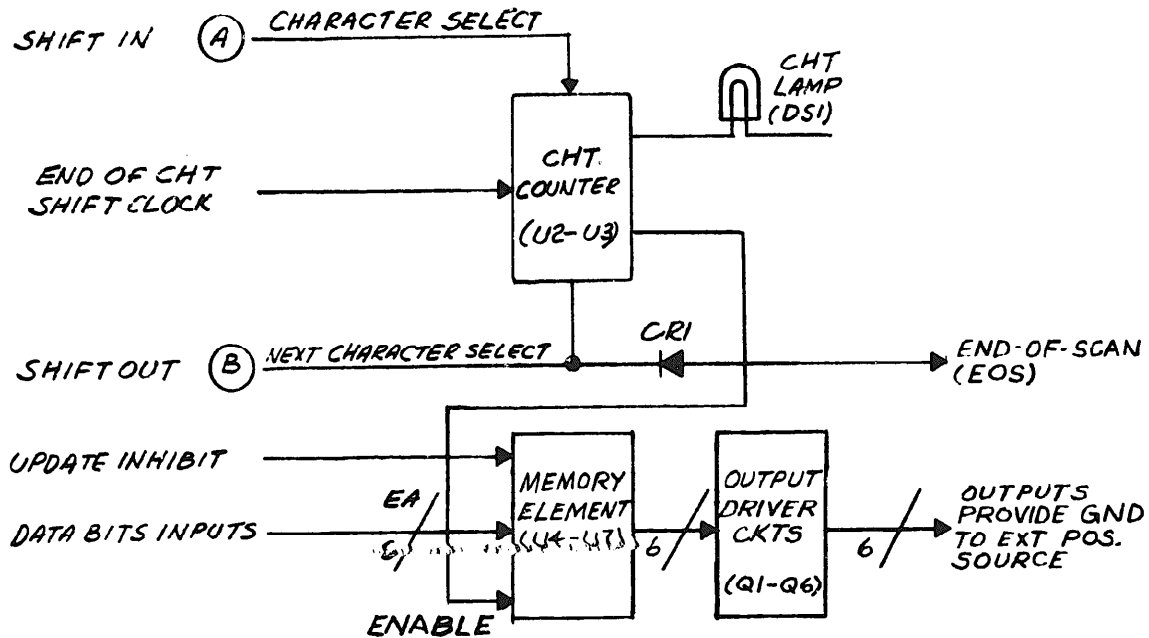 SHIFT IN
A
CHARACTER SELECT
CHT
LAMP
(DS1)
END OF CHT
SHIFT CLOCK
CHT.
COUNTER
(U2-U3)
SHIFT OUT
B
NEXT CHARACTER SELECT
CR1
END-OF-SCAN
(EOS)
UPDATE INHIBIT
DATA BITS INPUTS
EA
6
ENABLE
MEMORY
ELEMENT
6
OUTPUT
DRIVER
CKTS
(Q1-Q6)
6
OUTPUTS
PROVIDE GND
TO EXT POS.
SOURCE